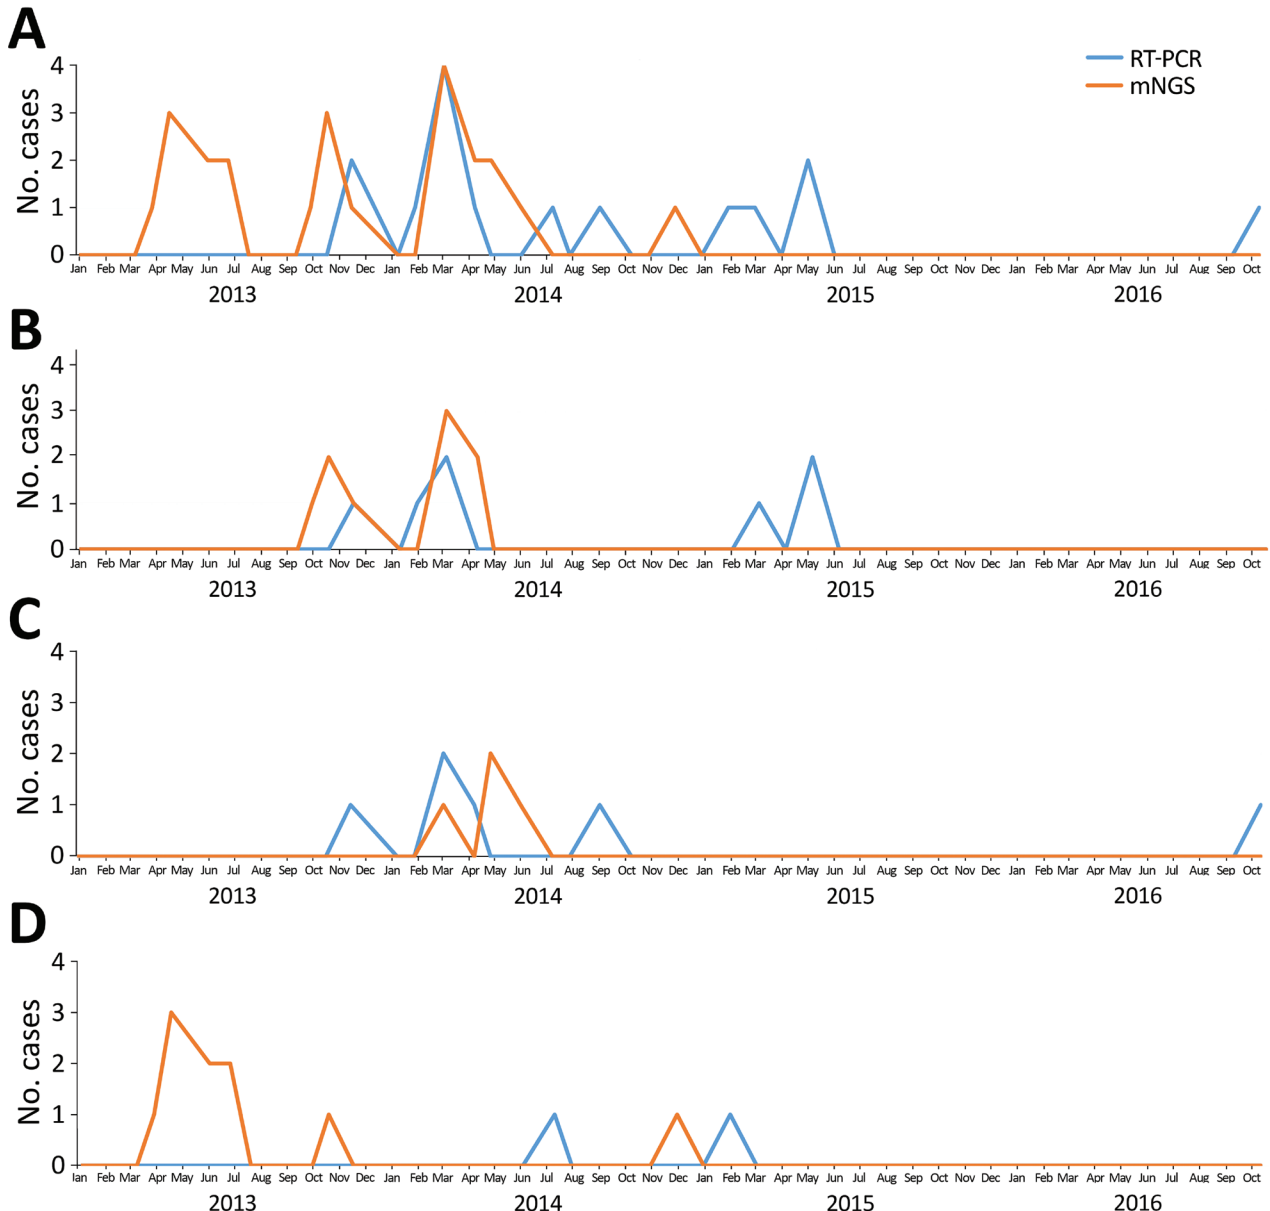 A
RT-PCR
mNGS
No. cases
4
3
2
1
0
Jan Feb Mar Apr May Jun Jul Aug Sep Oct Nov Dec Jan Feb Mar Apr May Jun Jul Aug Sep Oct Nov Dec Jan Feb Mar Apr May Jun Jul Aug Sep Oct Nov Dec Jan Feb Mar Apr May Jun Jul Aug Sep Oct
2013 2014 2015 2016
B
No. cases
4
3
2
1
0
Jan Feb Mar Apr May Jun Jul Aug Sep Oct Nov Dec Jan Feb Mar Apr May Jun Jul Aug Sep Oct Nov Dec Jan Feb Mar Apr May Jun Jul Aug Sep Oct Nov Dec Jan Feb Mar Apr May Jun Jul Aug Sep Oct
2013 2014 2015 2016
C
No. cases
4
3
2
1
0
Jan Feb Mar Apr May Jun Jul Aug Sep Oct Nov Dec Jan Feb Mar Apr May Jun Jul Aug Sep Oct Nov Dec Jan Feb Mar Apr May Jun Jul Aug Sep Oct Nov Dec Jan Feb Mar Apr May Jun Jul Aug Sep Oct
2013 2014 2015 2016
D
No. cases
4
3
2
1
0
Jan Feb Mar Apr May Jun Jul Aug Sep Oct Nov Dec Jan Feb Mar Apr May Jun Jul Aug Sep Oct Nov Dec Jan Feb Mar Apr May Jun Jul Aug Sep Oct Nov Dec Jan Feb Mar Apr May Jun Jul Aug Sep Oct
2013 2014 2015 2016